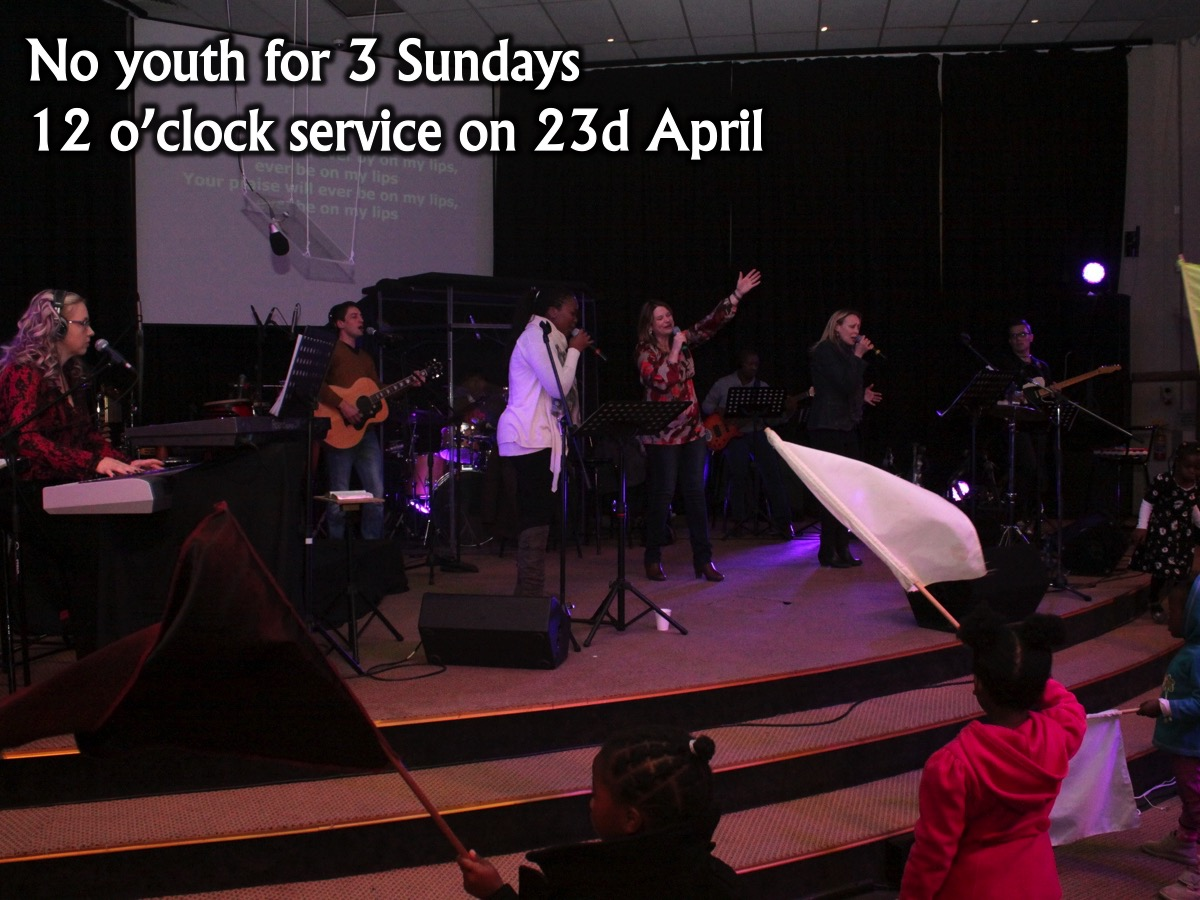 No youth for 3 Sundays
12 o'clock service on 23d April
ever be on my lips
Your praise will ever be on my lips,
be on my lips